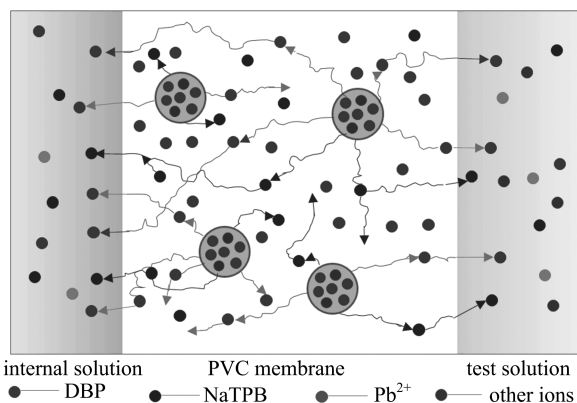 internal solution PVC membrane test solution
DBP NaTPB Pb²⁺ other ions